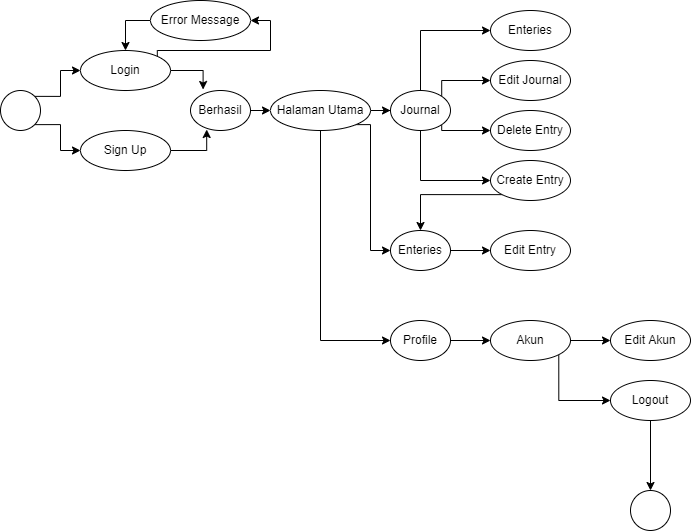 Error Message
Enteries
Login
Edit Journal
Berhasil
Halaman Utama
Journal
Delete Entry
Sign Up
Create Entry
Enteries
Edit Entry
Profile
Akun
Edit Akun
Logout